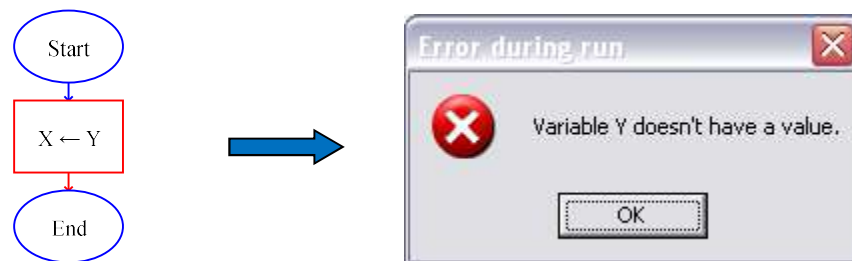 Start
X ← Y
End
Error during run
Variable Y doesn't have a value.
OK